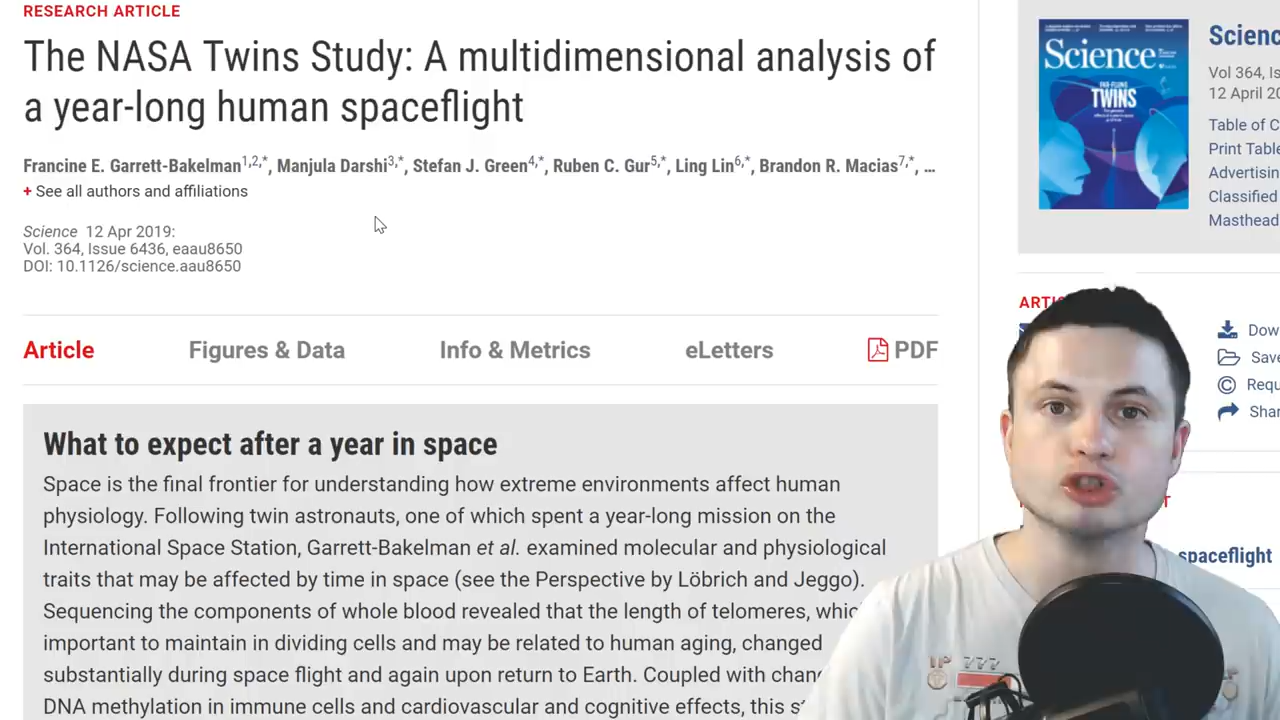 RESEARCH ARTICLE
The NASA Twins Study: A multidimensional analysis of
a year-long human spaceflight
Francine E. Garrett-Bakelman1,2,*, Manjula Darshi3,*, Stefan J. Green4,*, Ruben C. Gur5,*, Ling Lin6,*, Brandon R. Macias7,*, …
+ See all authors and affiliations
Science 12 Apr 2019:
Vol. 364, Issue 6436, eaau8650
DOI: 10.1126/science.aau8650
Article Figures & Data Info & Metrics eLetters PDF
What to expect after a year in space
Space is the final frontier for understanding how extreme environments affect human
physiology. Following twin astronauts, one of which spent a year-long mission on the
International Space Station, Garrett-Bakelman et al. examined molecular and physiological
traits that may be affected by time in space (see the Perspective by Löbrich and Jeggo).
Sequencing the components of whole blood revealed that the length of telomeres, whic
important to maintain in dividing cells and may be related to human aging, changed
substantially during space flight and again upon return to Earth. Coupled with chan
DNA methylation in immune cells and cardiovascular and cognitive effects, this s
Science
TWINS
Scienc
Vol 364, Is
12 April 20
Table of C
Print Table
Advertisin
Classified
Masthead
ARTIC
Dow
Save
Requ
Shar
T
spaceflight
777